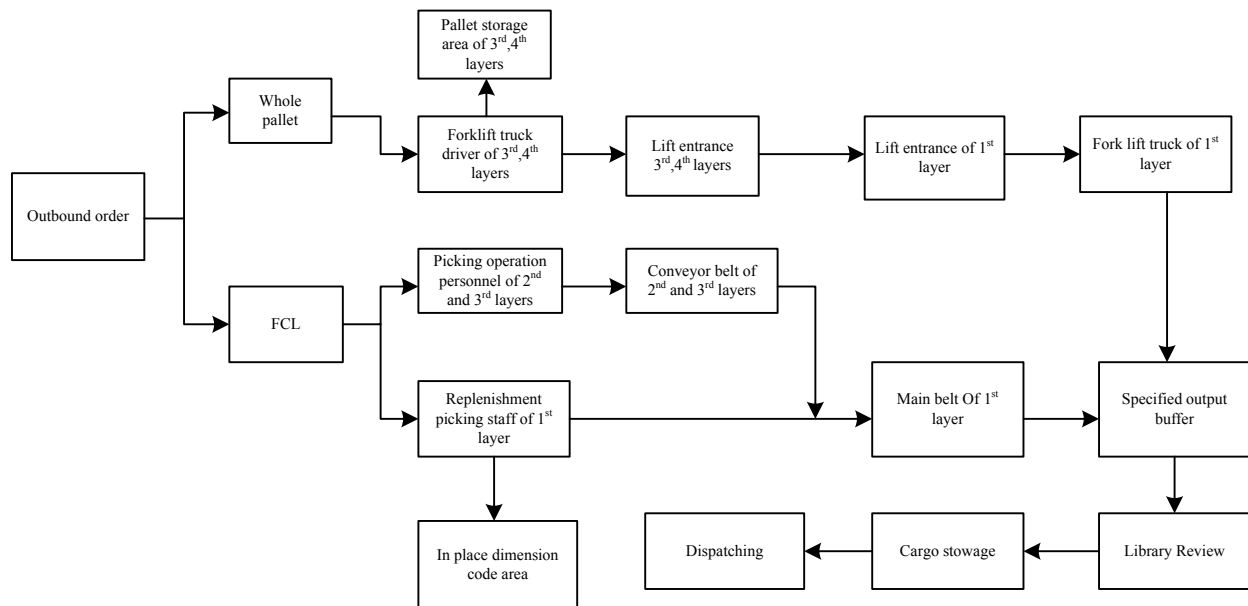 Pallet storage
area of 3rd,4th
layers
Whole
pallet
Forklift truck
driver of 3rd,4th
layers
Lift entrance
3rd,4th layers
Lift entrance of 1st
layer
Fork lift truck of 1st
layer
Outbound order
Picking operation
personnel of 2nd
and 3rd layers
Conveyor belt of
2nd and 3rd layers
FCL
Replenishment
picking staff of 1st
layer
Main belt Of 1st
layer
Specified output
buffer
In place dimension
code area
Dispatching
Cargo stowage
Library Review